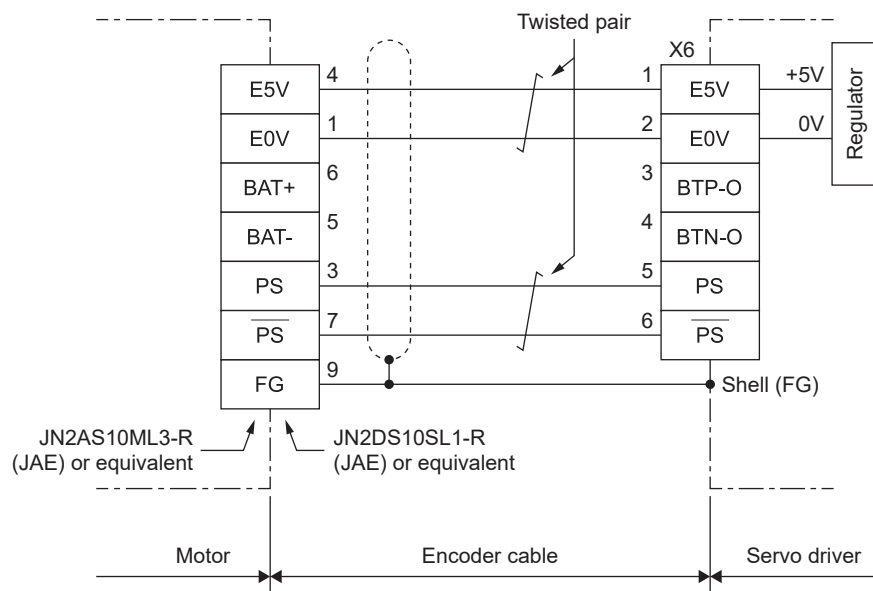 Twisted pair
X6
E5V 4 1 E5V +5V
E0V 1 2 E0V 0V
Regulator
BAT+ 6 3 BTP-O
BAT- 5 4 BTN-O
PS 3 5 PS
PS 7 6 PS
FG 9 Shell (FG)
JN2AS10ML3-R
(JAE) or equivalent
JN2DS10SL1-R
(JAE) or equivalent
Motor Encoder cable Servo driver